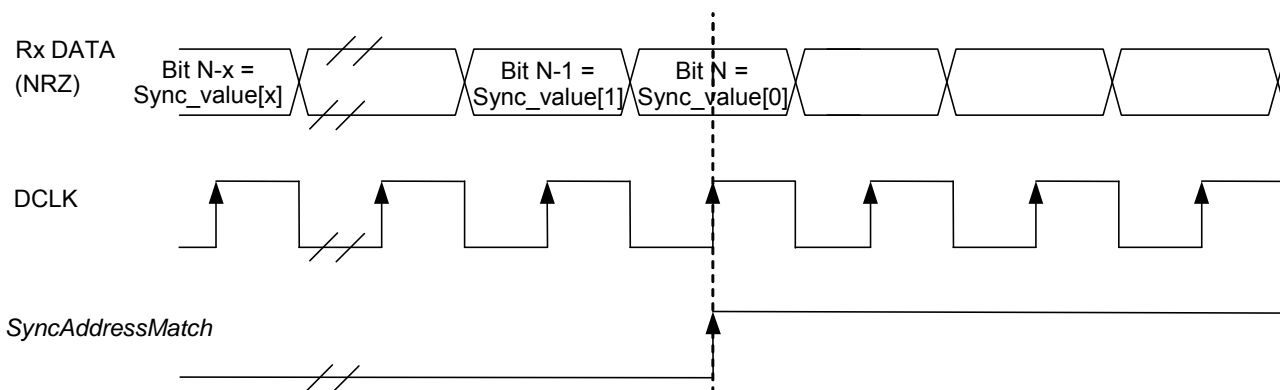 Rx DATA
(NRZ)
Bit N-x =
Sync_value[x]
Bit N-1 =
Sync_value[1]
Bit N =
Sync_value[0]
DCLK
SyncAddressMatch